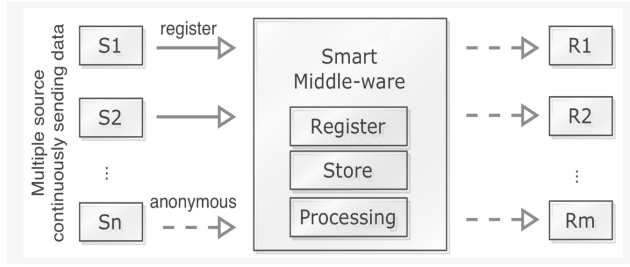 Multiple source
continuously sending data
S1
register
S2
⋮
Sn
anonymous
Smart
Middle-ware
Register
Store
Processing
R1
R2
⋮
Rm